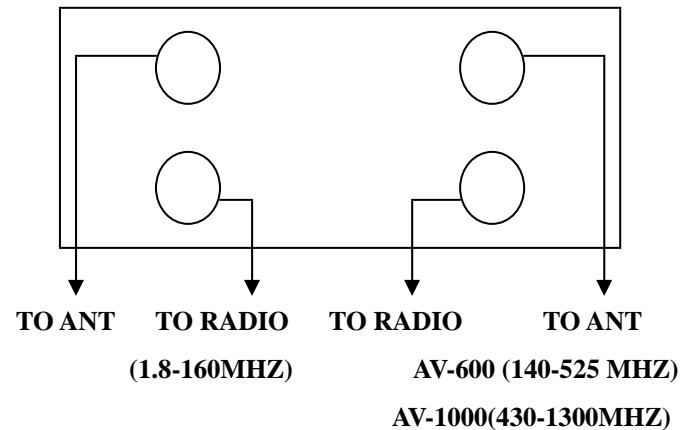 TO ANT TO RADIO TO RADIO TO ANT
(1.8-160MHZ) AV-600 (140-525 MHZ)
AV-1000(430-1300MHZ)